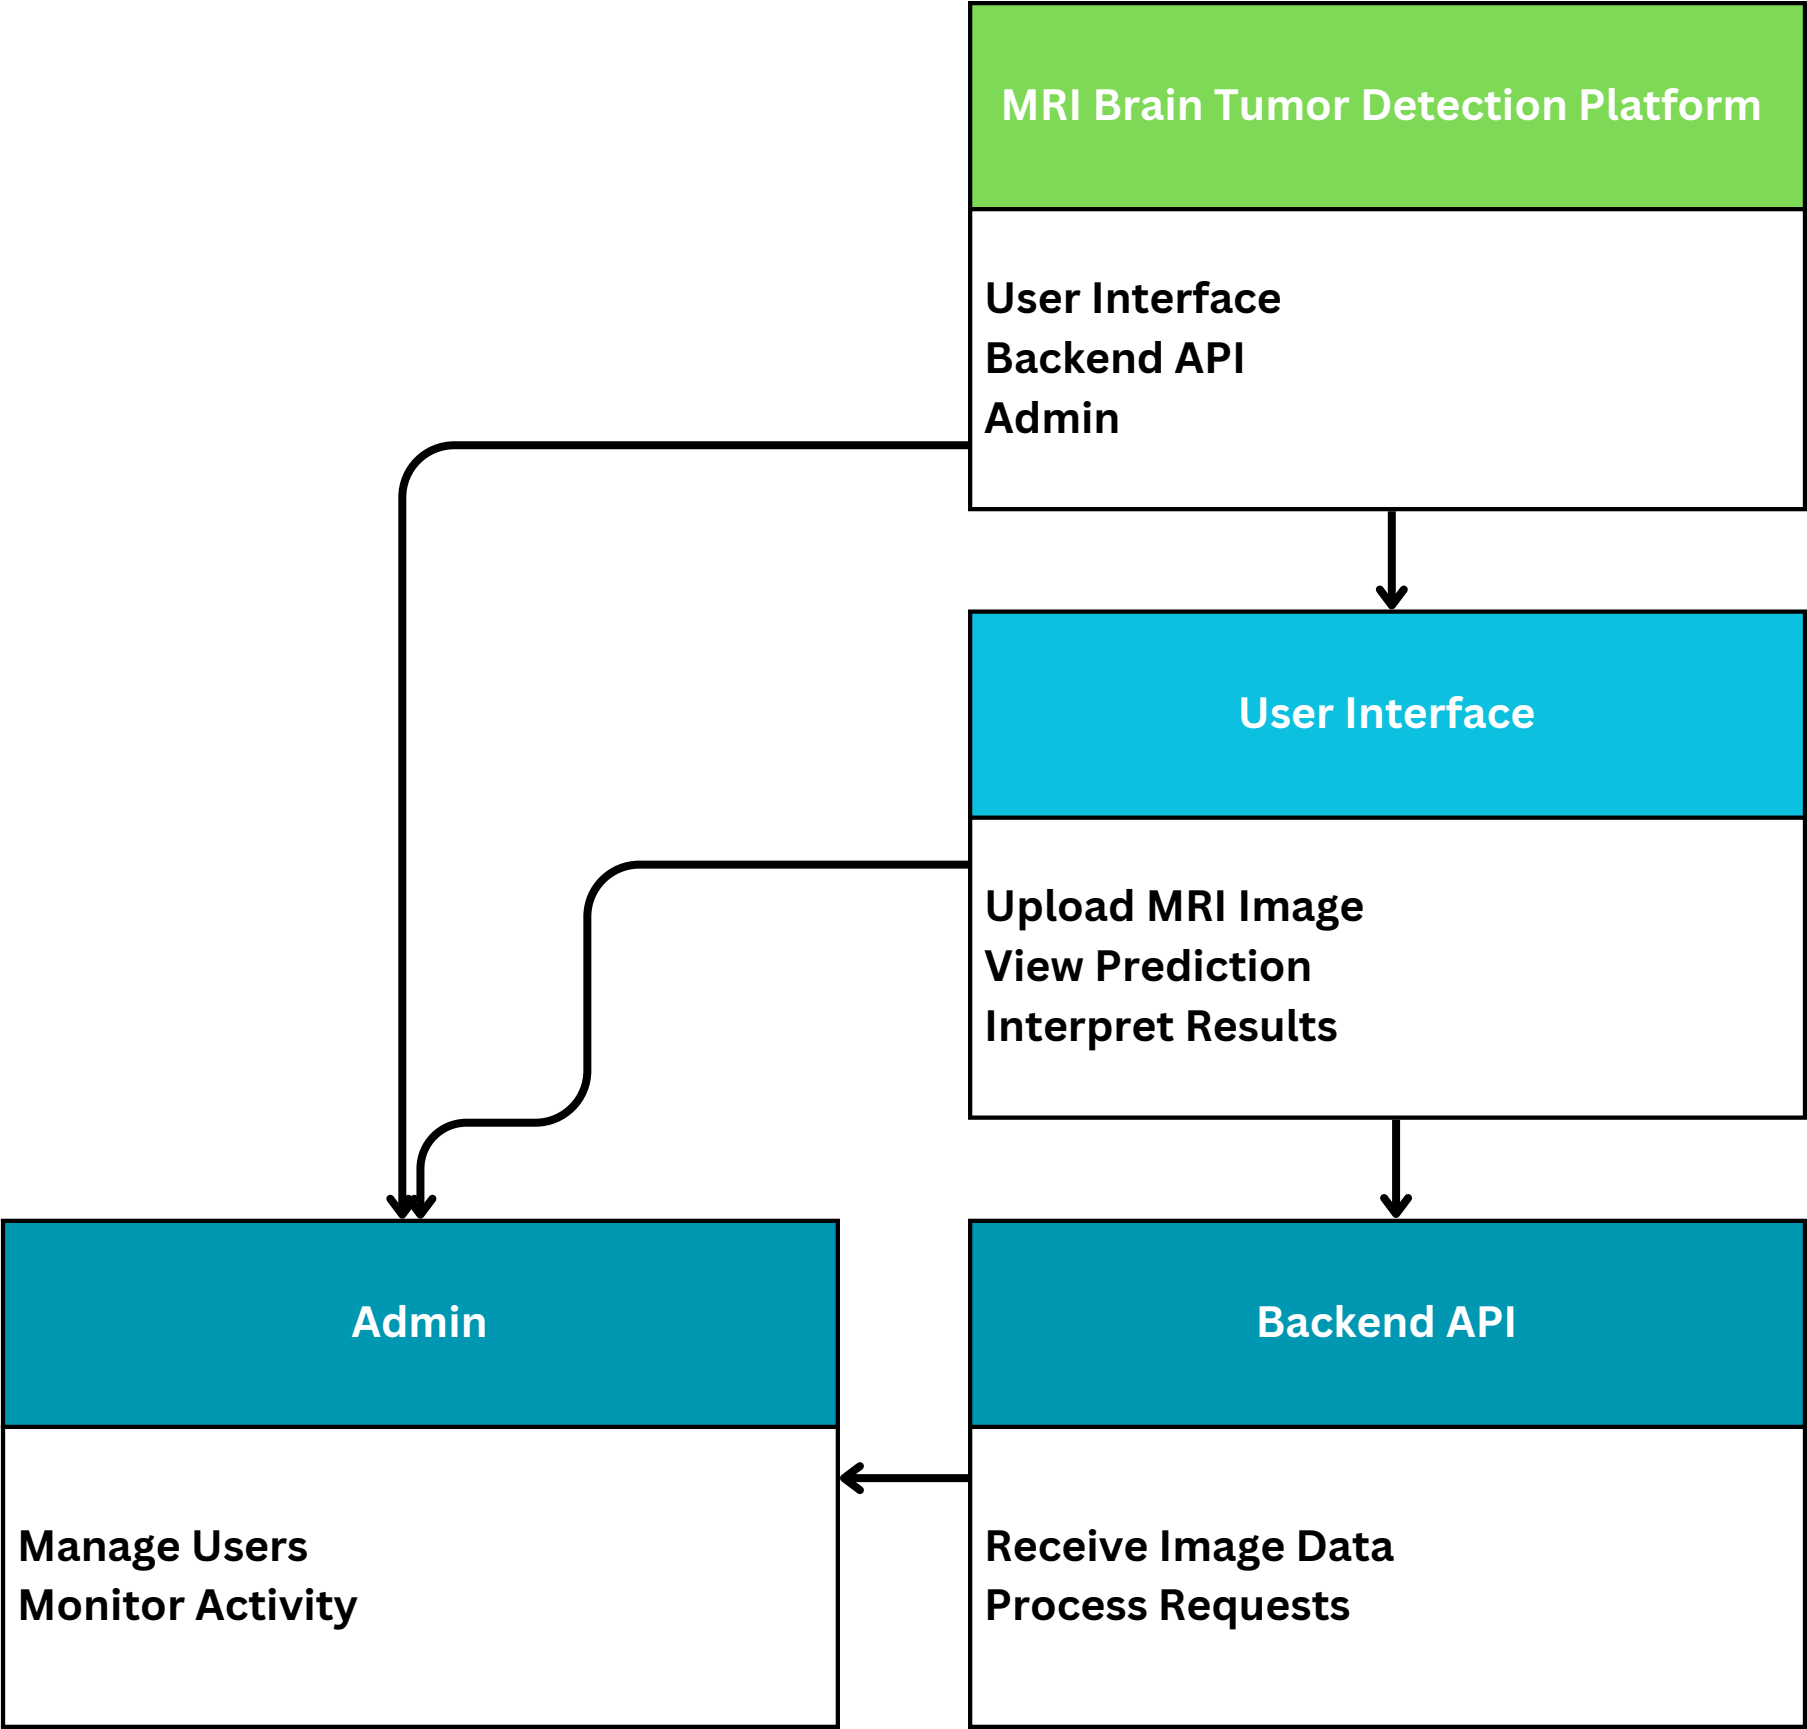 MRI Brain Tumor Detection Platform
User Interface
Backend API
Admin
User Interface
Upload MRI Image
View Prediction
Interpret Results
Admin
Manage Users
Monitor Activity
Backend API
Receive Image Data
Process Requests